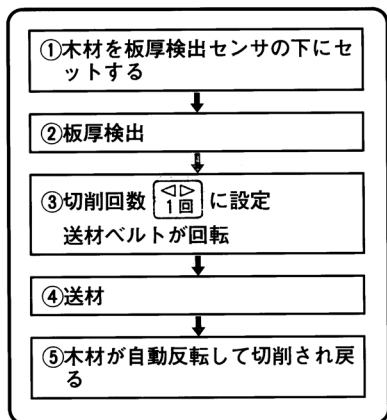 ①木材を板厚検出センサの下にセ
ットする
②板厚検出
③切削回数 ◁▷ 1回 に設定
送材ベルトが回転
④送材
⑤木材が自動反転して切削され戻
る